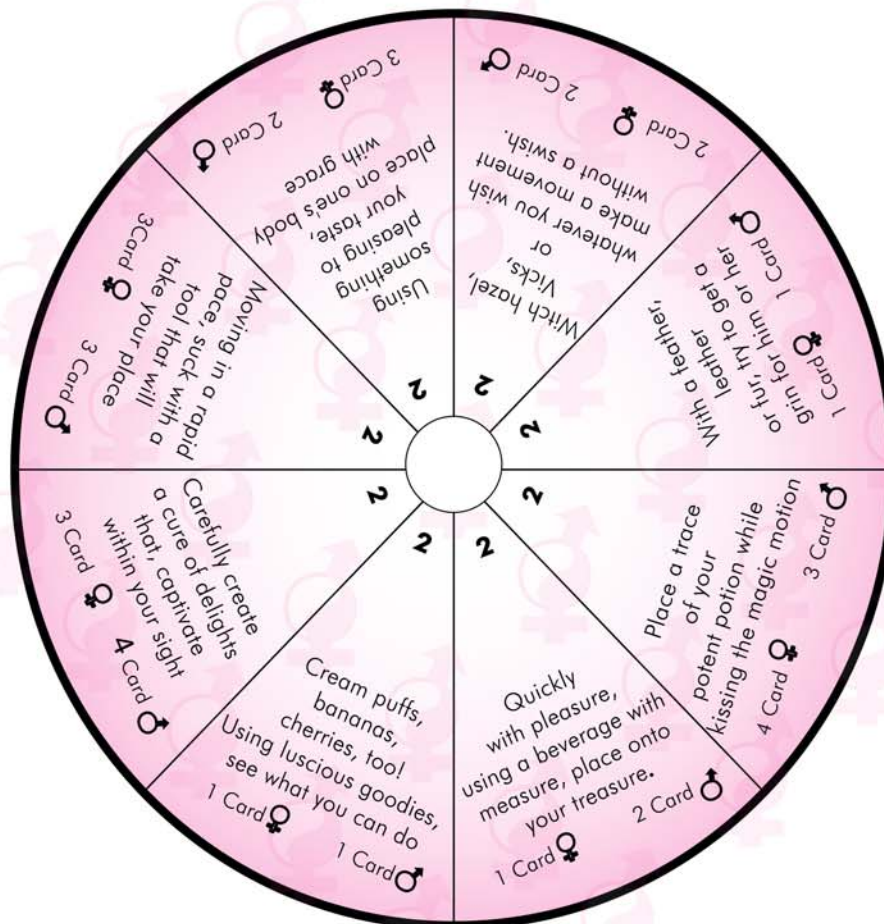 2
Witch hazel,
Vicks,
or
whatever you wish
make a movement
without a swish.
2 Card ♀
2 Card ♂
2
With a feather,
leather
or fur, try to get a
grin for him or her
1 Card ♀
1 Card ♂
2
Place a trace
of your
potent potion while
kissing the magic motion
4 Card ♀
3 Card ♂
2
Quickly
with pleasure,
using a beverage with
measure, place onto
your treasure.
1 Card ♀
2 Card ♂
2
Cream puffs,
bananas,
cherries, too!
Using luscious goodies,
see what you can do
1 Card ♀
1 Card ♂
2
Carefully create
a cure of delights
that, captivate
within your sight
3 Card ♀
4 Card ♂
2
Moving in a rapid
pace, suck with a
tool that will
take your place
3Card ♀
3 Card ♂
2
Using
something
pleasing to
your taste,
place on one's body
with grace
3 Card ♀
2 Card ♂